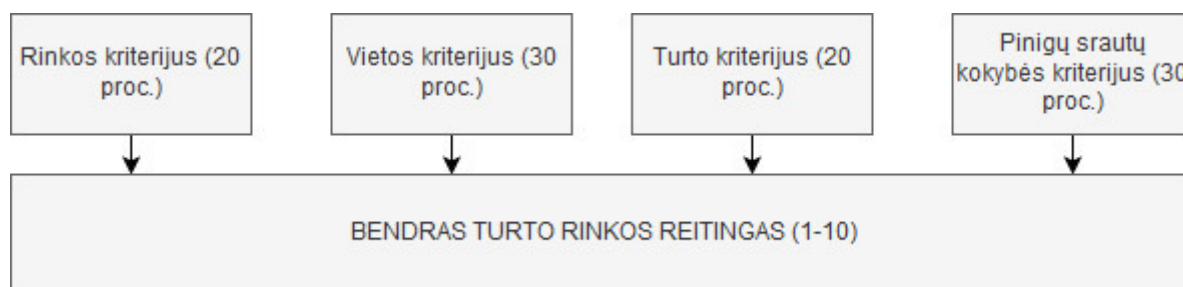 Rinkos kriterijus (20
proc.)
Vietos kriterijus (30
proc.)
Turto kriterijus (20
proc.)
Pinigų srautų
kokybės kriterijus (30
proc.)
BENDRAS TURTO RINKOS REITINGAS (1-10)